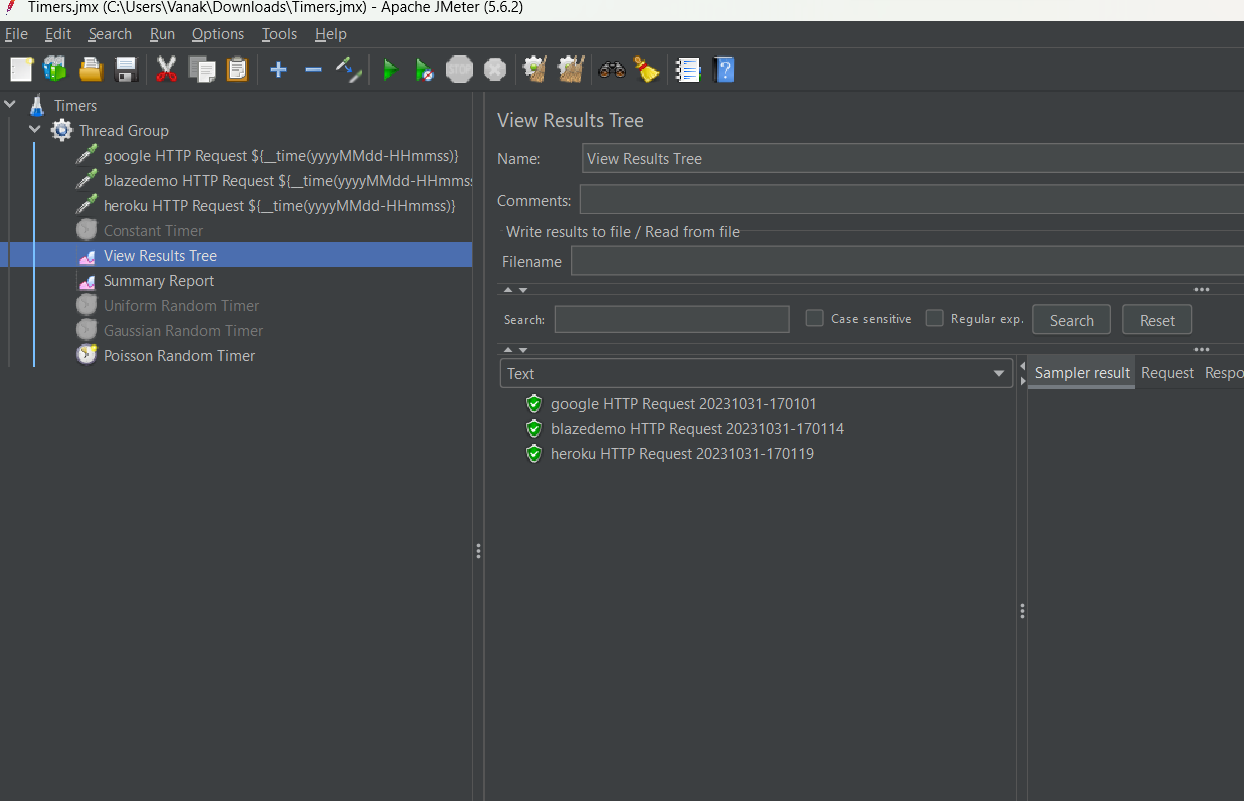 Timers.jmx (C:\Users\Vanak\Downloads\Timers.jmx) - Apache JMeter (5.6.2)
File Edit Search Run Options Tools Help
STOP
?
Timers
Thread Group
google HTTP Request ${__time(yyyyMMdd-HHmmss)}
blazedemo HTTP Request ${__time(yyyyMMdd-HHmms
heroku HTTP Request ${__time(yyyyMMdd-HHmmss)}
Constant Timer
View Results Tree
Summary Report
Uniform Random Timer
Gaussian Random Timer
Poisson Random Timer
View Results Tree
Name: View Results Tree
Comments:
Write results to file / Read from file
Filename
Search: Case sensitive Regular exp. Search Reset
Text
google HTTP Request 20231031-170101
blazedemo HTTP Request 20231031-170114
heroku HTTP Request 20231031-170119
Sampler result Request Respo